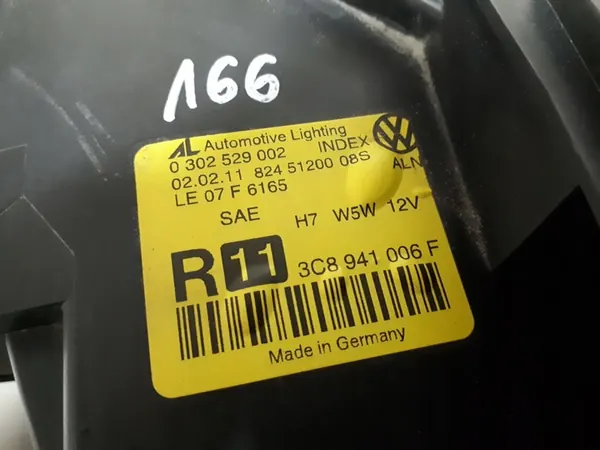 166
AL Automotive Lighting
0 302 529 002 INDEX
02.02.11 824 51200 08S ALN
LE 07 F 6165
SAE H7 W5W 12V
R 11 3C8 941 006 F
Made in Germany